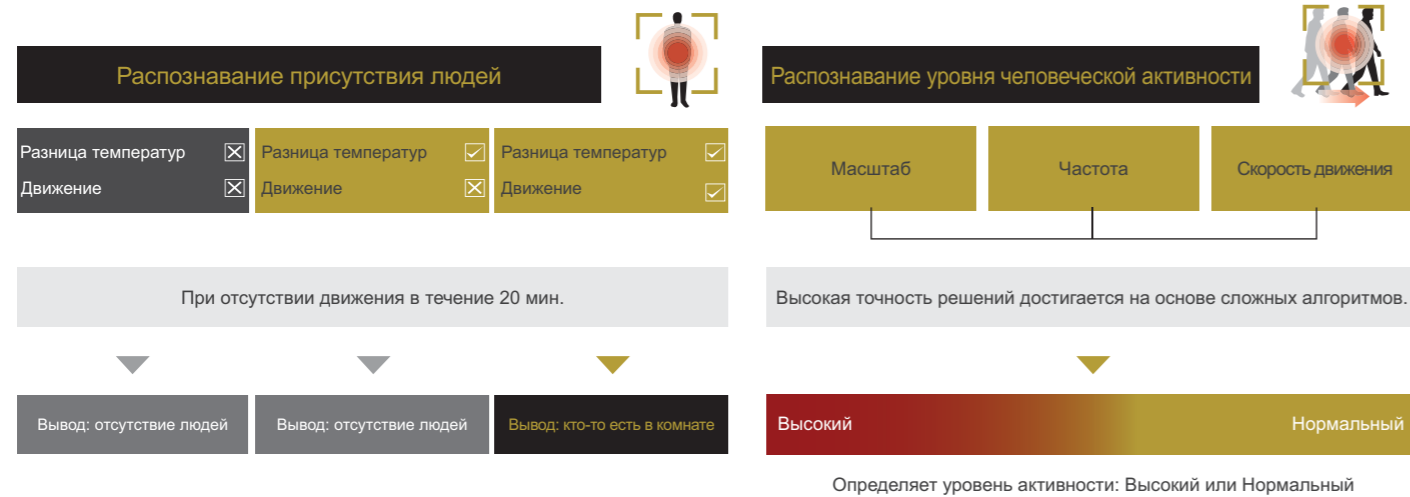 Распознавание присутствия людей
Разница температур
Движение
Разница температур
Движение
Разница температур
Движение
При отсутствии движения в течение 20 мин.
Вывод: отсутствие людей
Вывод: отсутствие людей
Вывод: кто-то есть в комнате
Распознавание уровня человеческой активности
Масштаб
Частота
Скорость движения
Высокая точность решений достигается на основе сложных алгоритмов.
Высокий
Нормальный
Определяет уровень активности: Высокий или Нормальный